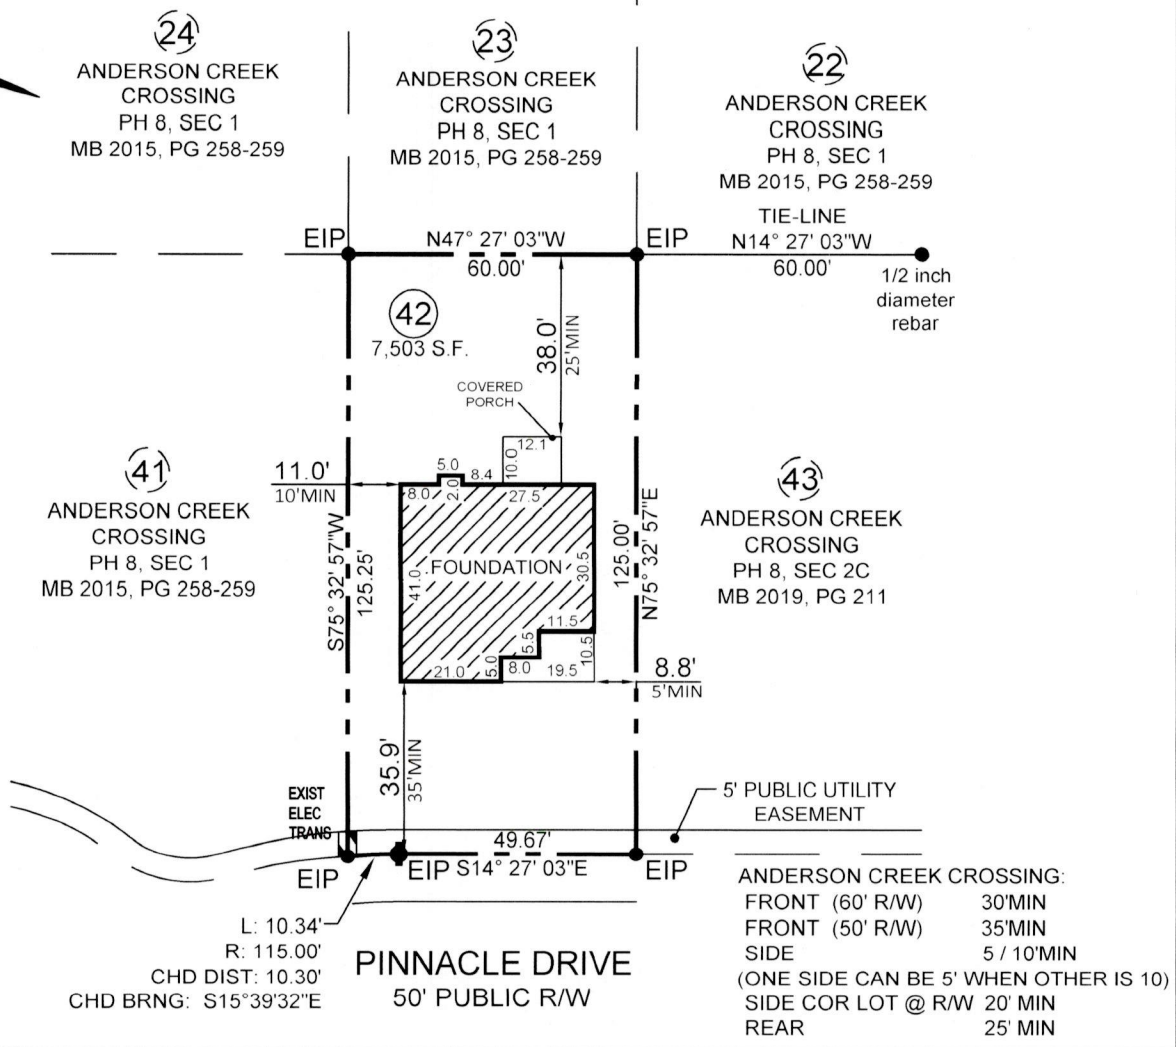 24
ANDERSON CREEK
CROSSING
PH 8, SEC 1
MB 2015, PG 258-259
23
ANDERSON CREEK
CROSSING
PH 8, SEC 1
MB 2015, PG 258-259
22
ANDERSON CREEK
CROSSING
PH 8, SEC 1
MB 2015, PG 258-259
TIE-LINE
N14° 27' 03"W
60.00'
1/2 inch
diameter
rebar
EIP
N47° 27' 03"W
60.00'
EIP
42
7,503 S.F.
38.0'
25'MIN
COVERED
PORCH
12.1
10.0
41
ANDERSON CREEK
CROSSING
PH 8, SEC 1
MB 2015, PG 258-259
11.0'
10'MIN
S75° 32' 57"W
125.25'
5.0
8.0
2.0
8.4
27.5
41.0
FOUNDATION
30.5
11.5
5.5
10.5
21.0
5.0
8.0
19.5
125.00'
N75° 32' 57"E
43
ANDERSON CREEK
CROSSING
PH 8, SEC 2C
MB 2019, PG 211
8.8'
5'MIN
35.9'
35'MIN
EXIST
ELEC
TRANS
5' PUBLIC UTILITY
EASEMENT
49.67'
EIP
EIP
S14° 27' 03"E
EIP
L: 10.34'
R: 115.00'
CHD DIST: 10.30'
CHD BRNG: S15°39'32"E
PINNACLE DRIVE
50' PUBLIC R/W
ANDERSON CREEK CROSSING:
FRONT (60' R/W) 30'MIN
FRONT (50' R/W) 35'MIN
SIDE 5 / 10'MIN
(ONE SIDE CAN BE 5' WHEN OTHER IS 10)
SIDE COR LOT @ R/W 20' MIN
REAR 25' MIN